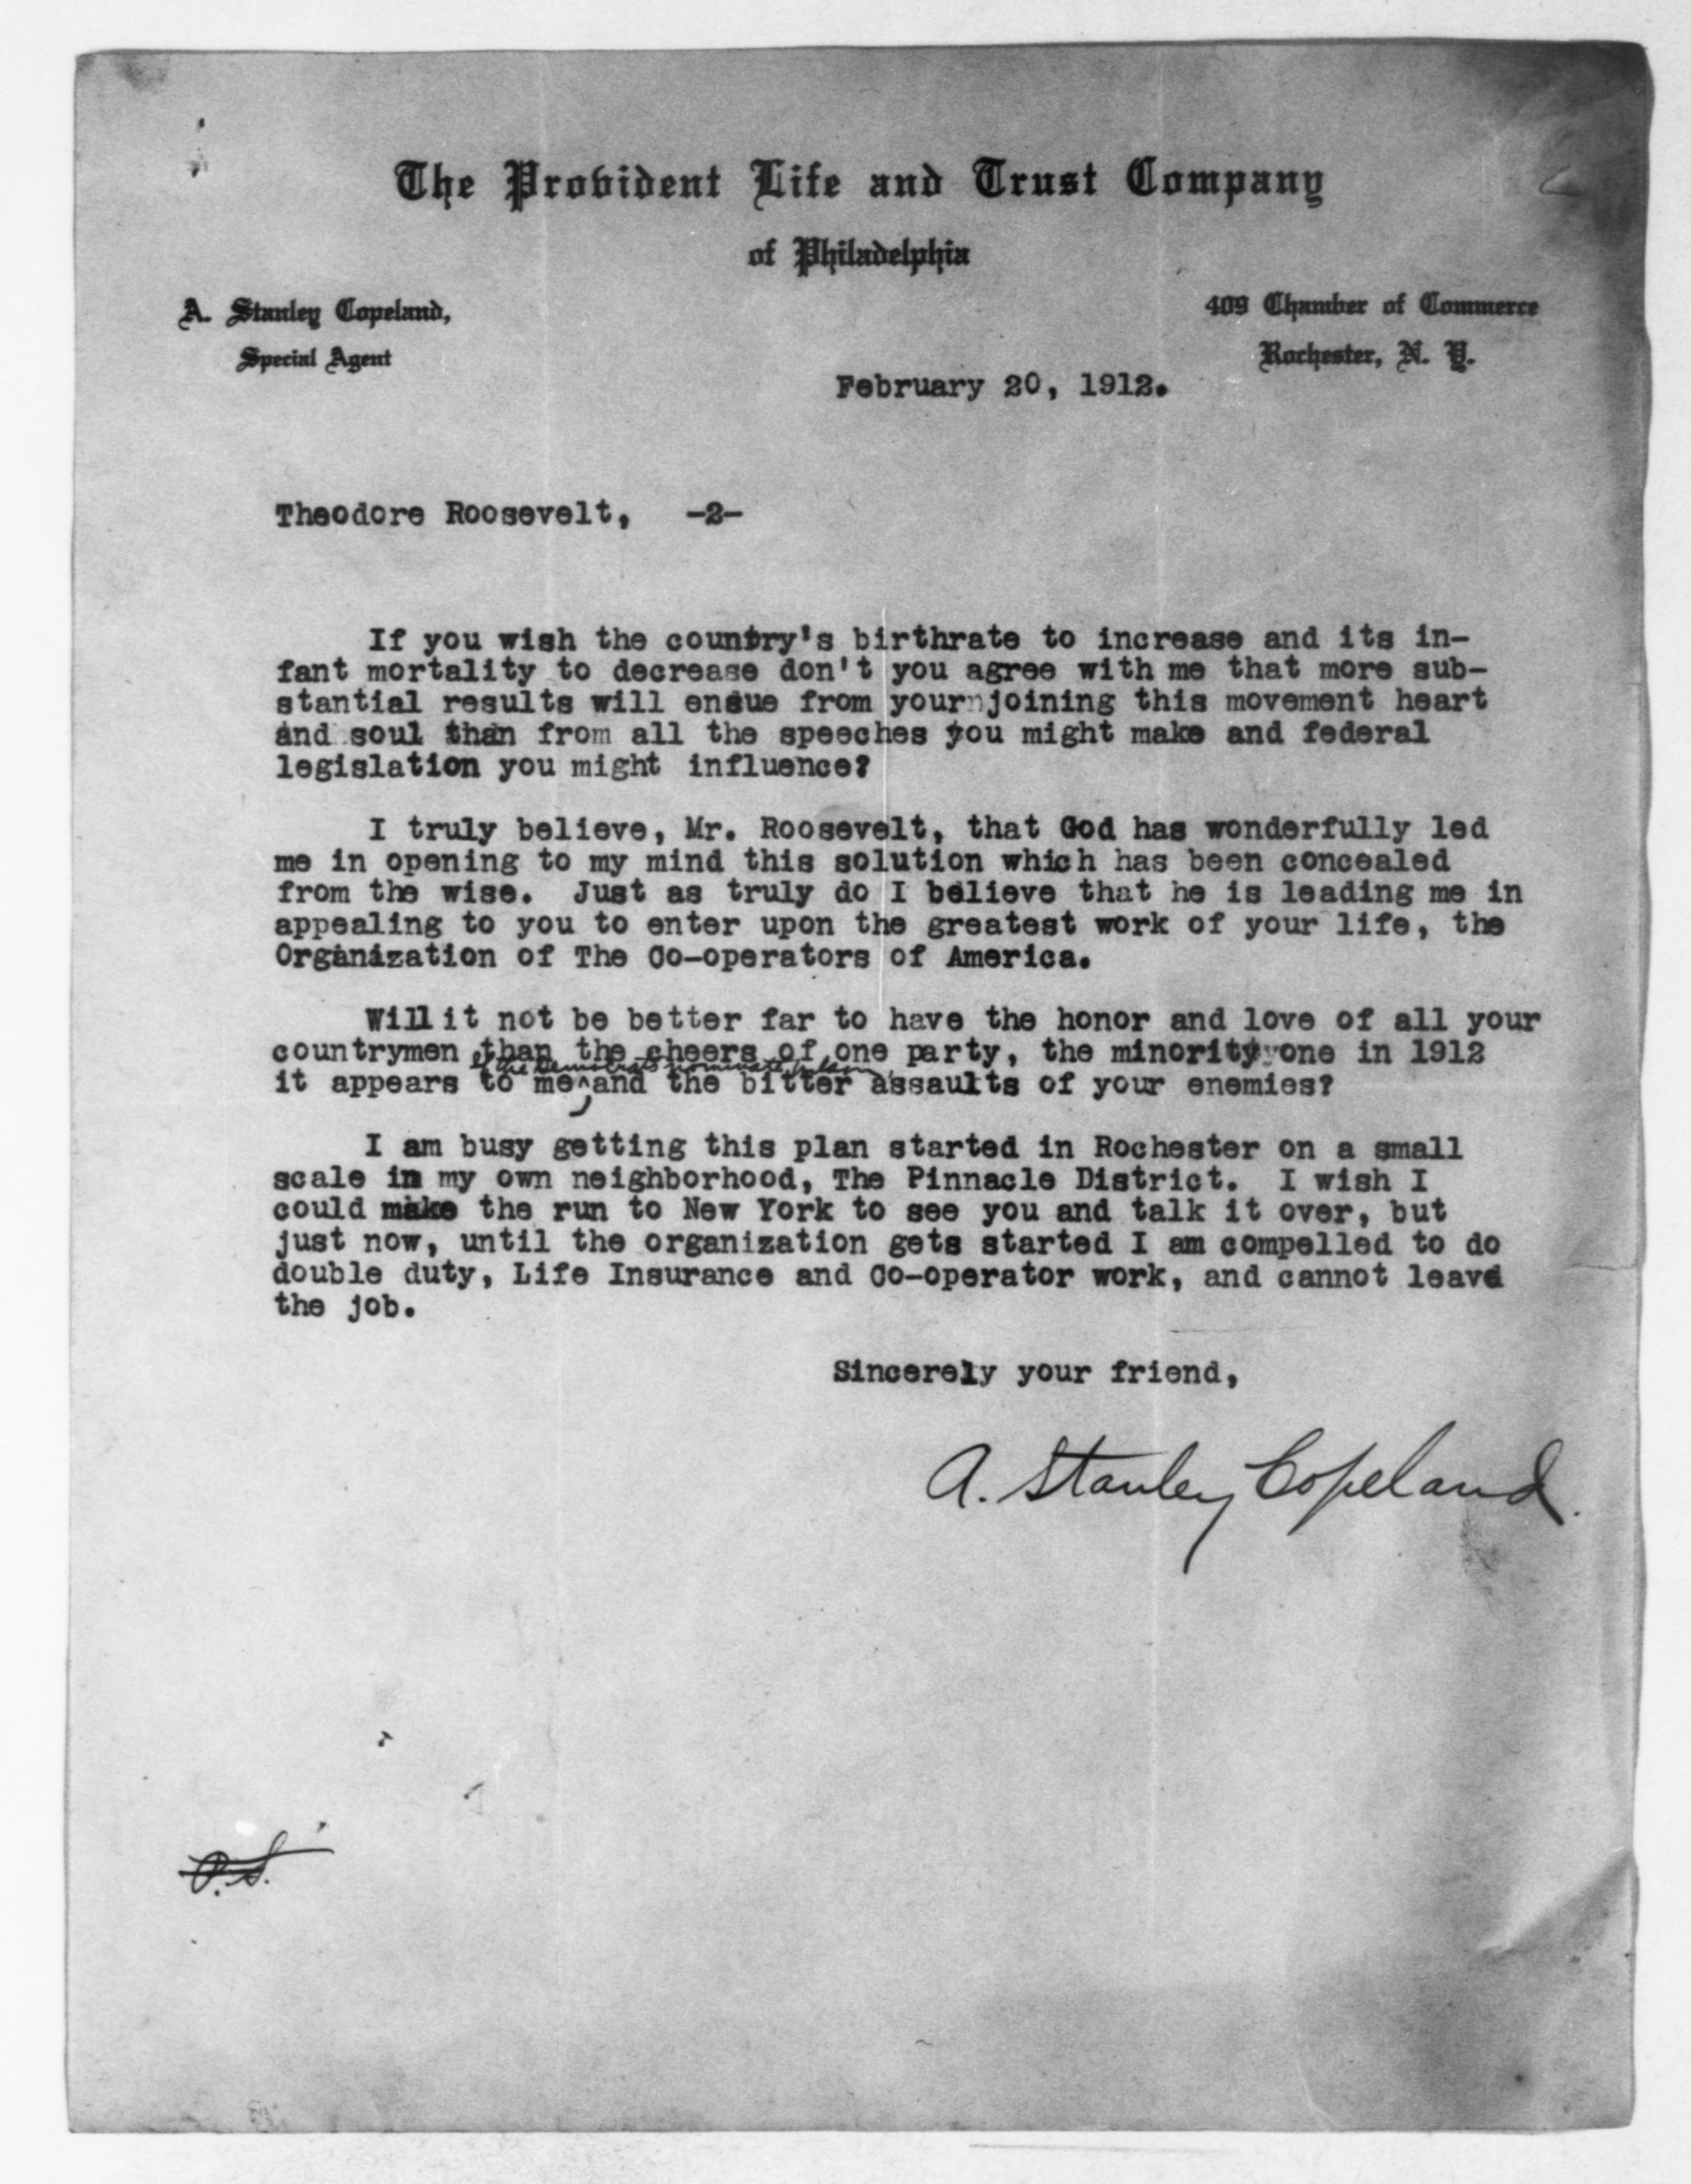 The Provident Life and Trust Company
of Philadelphia
A. Stanley Copeland,
Special Agent
409 Chamber of Commerce
Rochester, N. Y.
February 20, 1912.
Theodore Roosevelt, -2-
If you wish the country's birthrate to increase and its in-
fant mortality to decrease don't you agree with me that more sub-
stantial results will ensue from your joining this movement heart
and soul than from all the speeches you might make and federal
legislation you might influence?
I truly believe, Mr. Roosevelt, that God has wonderfully led
me in opening to my mind this solution which has been concealed
from the wise. Just as truly do I believe that he is leading me in
appealing to you to enter upon the greatest work of your life, the
Organization of The Co-operators of America.
Will it not be better far to have the honor and love of all your
countrymen than the cheers of one party, the minority one in 1912
if the Democrats nominate Wilson,
it appears to me ^ and the bitter assaults of your enemies?
I am busy getting this plan started in Rochester on a small
scale in my own neighborhood, The Pinnacle District. I wish I
could make the run to New York to see you and talk it over, but
just now, until the organization gets started I am compelled to do
double duty, Life Insurance and Co-operator work, and cannot leave
the job.
Sincerely your friend,
A. Stanley Copeland.
P.S.